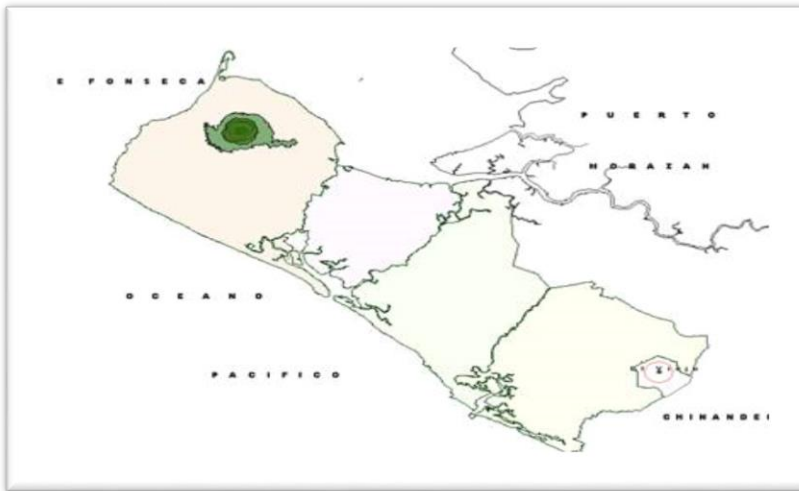 E FONSECA
PUERTO
MORAZAN
OCEANO
PACIFICO
CHINANDE